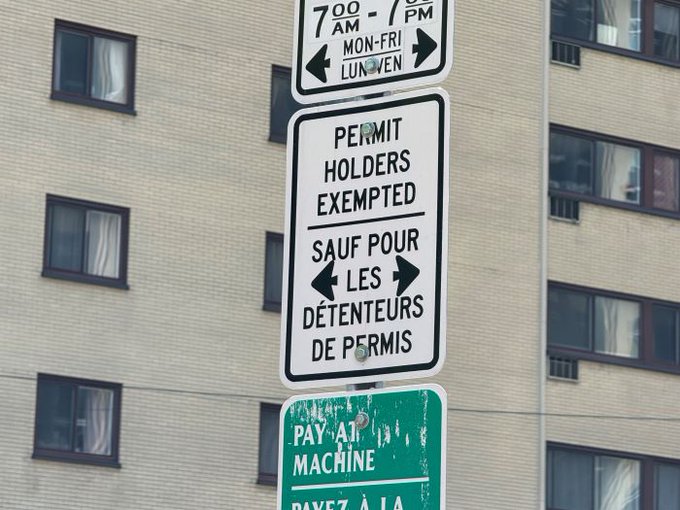 7:00 AM - 7:00 PM
MON-FRI
LUN-VEN
PERMIT
HOLDERS
EXEMPTED
SAUF POUR
LES
DÉTENTEURS
DE PERMIS
PAY AT
MACHINE
PAYEZ À LA